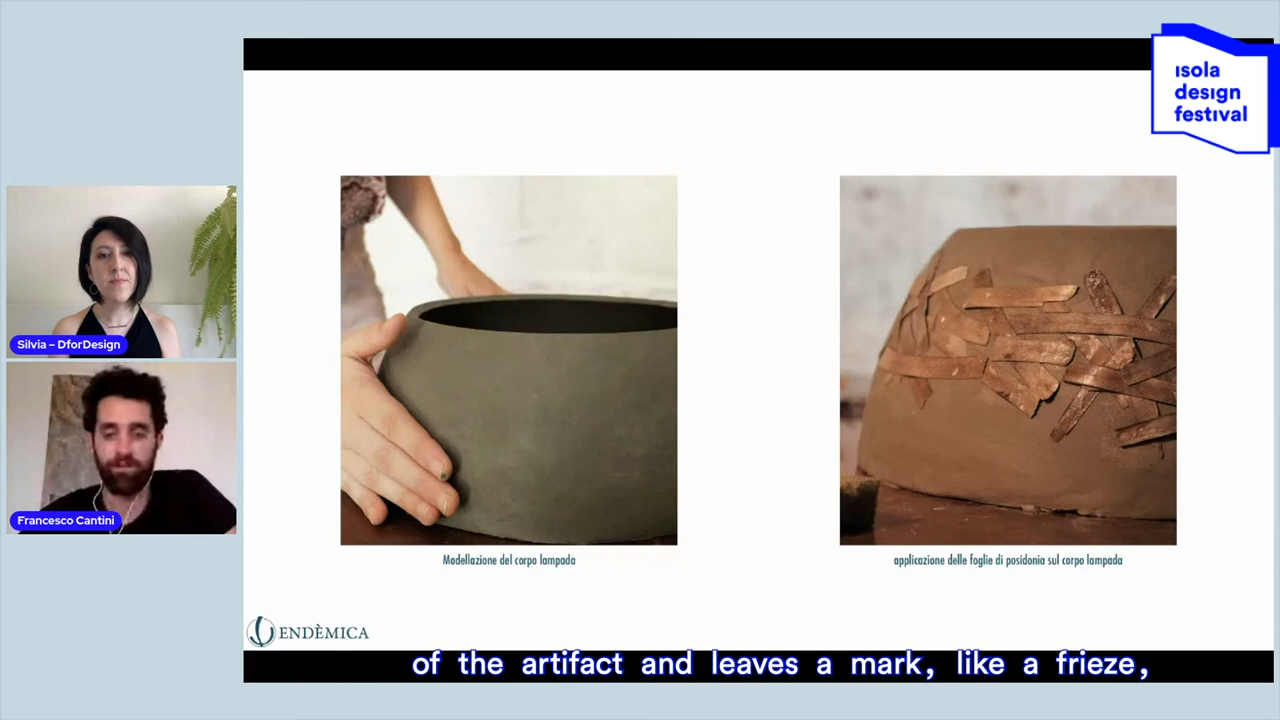 isola
design
festival
Silvia – DforDesign
Francesco Cantini
Modellazione del corpo lampada
applicazione delle foglie di posidonia sul corpo lampada
ENDÈMICA
of the artifact and leaves a mark, like a frieze,